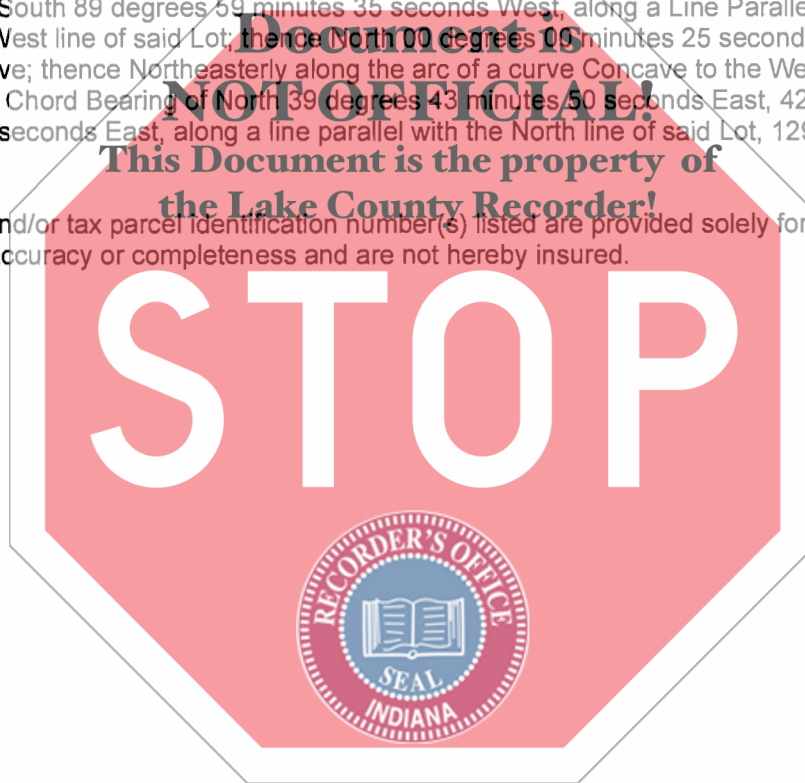 South 89 degrees 59 minutes 35 seconds West, along a Line Paralle
Vest line of said Lot; thence North 00 degrees 00 minutes 25 second
Document is
ve; thence Northeasterly along the arc of a curve Concave to the We
Chord Bearing of North 39 degrees 43 minutes 50 seconds East, 42
NOT OFFICIAL!
seconds East, along a line parallel with the North line of said Lot, 129
This Document is the property of
the Lake County Recorder!
nd/or tax parcel identification number(s) listed are provided solely for
ccuracy or completeness and are not hereby insured.
STOP
RECORDER'S OFFICE
SEAL
INDIANA